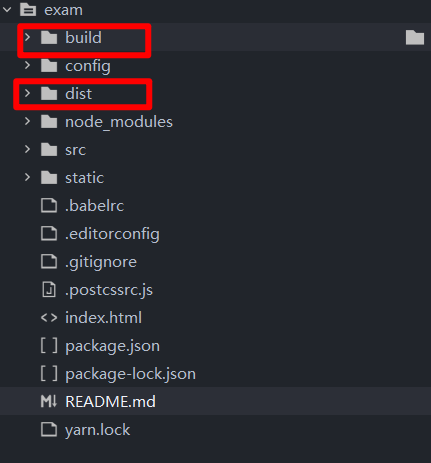 exam
build
config
dist
node_modules
src
static
.babelrc
.editorconfig
.gitignore
.postcssrc.js
index.html
package.json
package-lock.json
README.md
yarn.lock